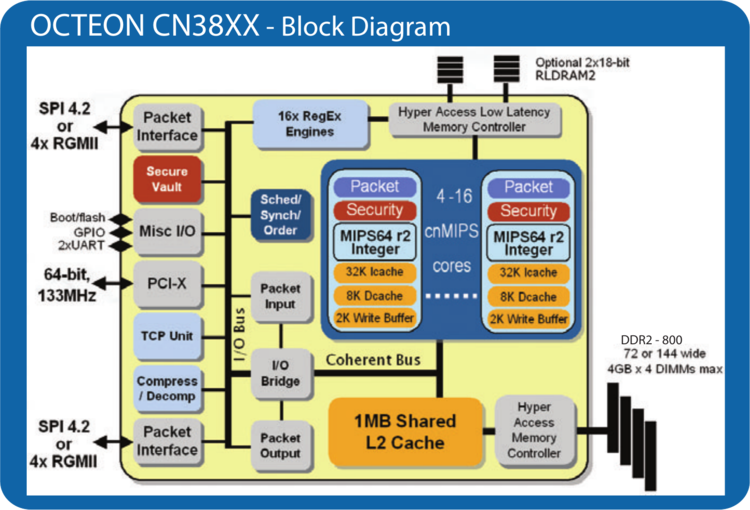 OCTEON CN38XX - Block Diagram
Optional 2x18-bit
RLDRAM2
SPI 4.2
or
4x RGMII
Packet
Interface
16x RegEx
Engines
Hyper Access Low Latency
Memory Controller
Secure
Vault
Sched/
Synch/
Order
Packet
Security
MIPS64 r2
Integer
32K Icache
8K Dcache
2K Write Buffer
4 -16
cnMIPS
cores
Packet
Security
MIPS64 r2
Integer
32K Icache
8K Dcache
2K Write Buffer
Boot/flash
GPIO
2xUART
Misc I/O
64-bit,
133MHz
PCI-X
Packet
Input
I/O Bus
TCP Unit
I/O
Bridge
Coherent Bus
DDR2 - 800
72 or 144 wide
4GB x 4 DIMMs max
Compress
/ Decomp
SPI 4.2
or
4x RGMII
Packet
Interface
Packet
Output
1MB Shared
L2 Cache
Hyper
Access
Memory
Controller